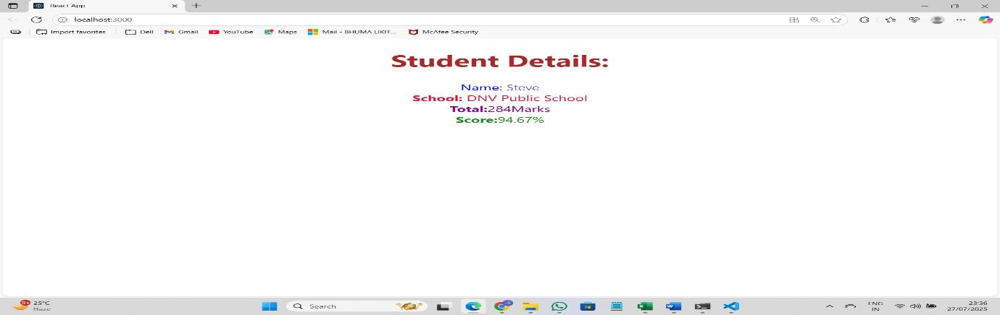 React App
localhost:3000
Import favorites
Dell
Gmail
YouTube
Maps
Mail - BHUMA LIKIT...
McAfee Security
Student Details:
Name: Steve
School: DNV Public School
Total:284Marks
Score:94.67%
9+
25°C
Haze
Search
ENG
IN
23:36
27/07/2025